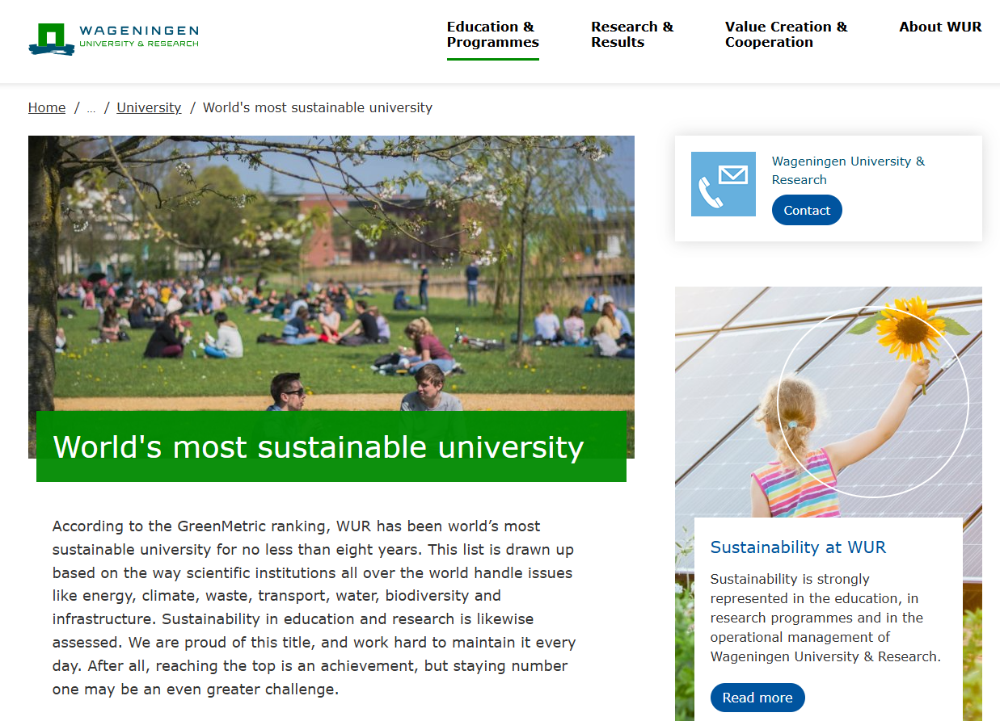 WAGENINGEN
UNIVERSITY & RESEARCH
Education &
Programmes
Research &
Results
Value Creation &
Cooperation
About WUR
Home / ... / University / World's most sustainable university
World's most sustainable university
According to the GreenMetric ranking, WUR has been world’s most
sustainable university for no less than eight years. This list is drawn up
based on the way scientific institutions all over the world handle issues
like energy, climate, waste, transport, water, biodiversity and
infrastructure. Sustainability in education and research is likewise
assessed. We are proud of this title, and work hard to maintain it every
day. After all, reaching the top is an achievement, but staying number
one may be an even greater challenge.
Wageningen University &
Research
Contact
Sustainability at WUR
Sustainability is strongly
represented in the education, in
research programmes and in the
operational management of
Wageningen University & Research.
Read more